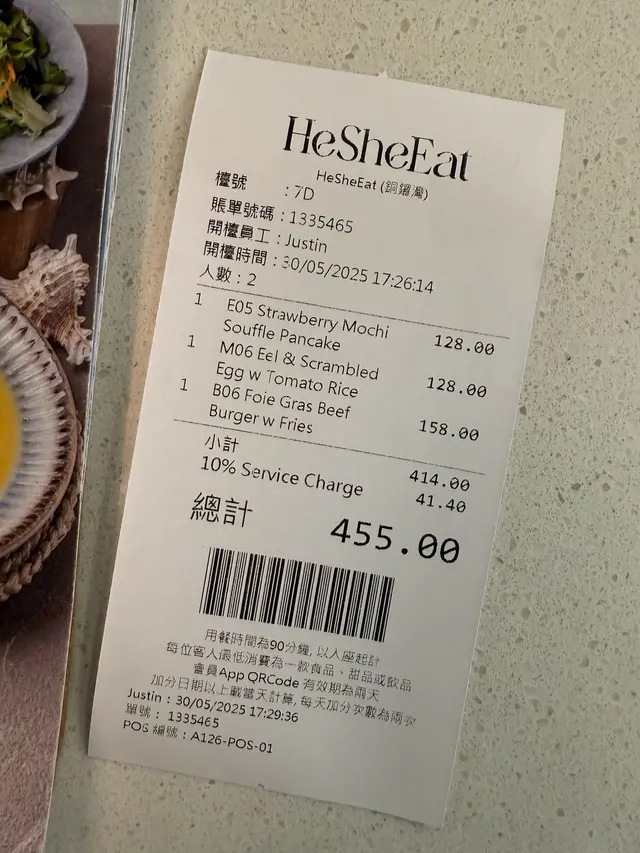 HeSheEat
HeSheEat (銅鑼灣)
檯號 : 7D
賬單號碼 : 1335465
開檯員工 : Justin
開檯時間 : 30/05/2025 17:26:14
人數 : 2
1 E05 Strawberry Mochi 128.00
Souffle Pancake
1 M06 Eel & Scrambled 128.00
Egg w Tomato Rice
1 B06 Foie Gras Beef 158.00
Burger w Fries
小計 414.00
10% Service Charge 41.40
總計 455.00
用餐時間為90分鐘, 以入座起計
每位客人最低消費為一款食品、甜品或飲品
會員App QRCode 有效期為兩天
加分日期以上載當天計算, 每天加分次數為兩次
Justin : 30/05/2025 17:29:36
單號 : 1335465
POS 編號 : A126-POS-01